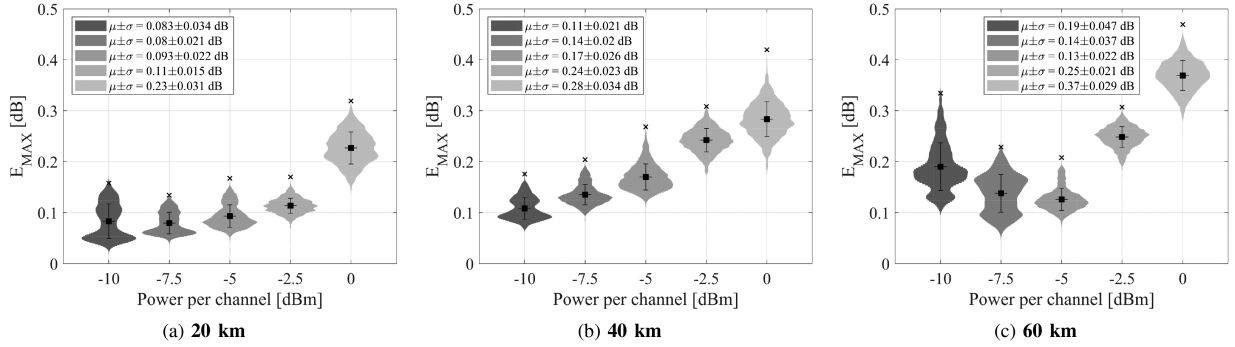 0.5
0.4
0.3
0.2
0.1
0
E_MAX [dB]
μ±σ = 0.083±0.034 dB
μ±σ = 0.08±0.021 dB
μ±σ = 0.093±0.022 dB
μ±σ = 0.11±0.015 dB
μ±σ = 0.23±0.031 dB
-10 -7.5 -5 -2.5 0
Power per channel [dBm]
(a) 20 km
0.5
0.4
0.3
0.2
0.1
0
E_MAX [dB]
μ±σ = 0.11±0.021 dB
μ±σ = 0.14±0.02 dB
μ±σ = 0.17±0.026 dB
μ±σ = 0.24±0.023 dB
μ±σ = 0.28±0.034 dB
-10 -7.5 -5 -2.5 0
Power per channel [dBm]
(b) 40 km
0.5
0.4
0.3
0.2
0.1
0
E_MAX [dB]
μ±σ = 0.19±0.047 dB
μ±σ = 0.14±0.037 dB
μ±σ = 0.13±0.022 dB
μ±σ = 0.25±0.021 dB
μ±σ = 0.37±0.029 dB
-10 -7.5 -5 -2.5 0
Power per channel [dBm]
(c) 60 km